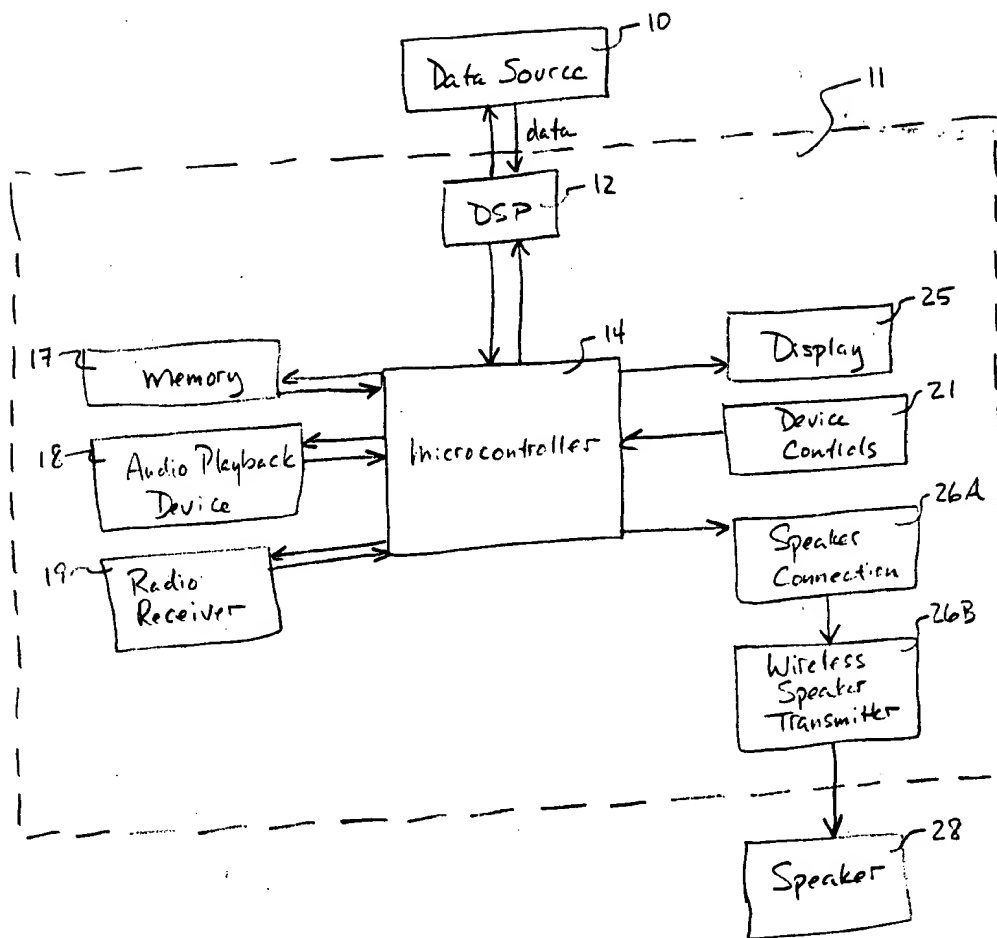 10
Data Source
11
data
12
DSP
25
14
Display
17
Memory
21
Microcontroller
Device
Controls
18
Audio Playback
Device
26A
Speaker
Connection
19
Radio
Receiver
26B
Wireless
Speaker
Transmitter
28
Speaker